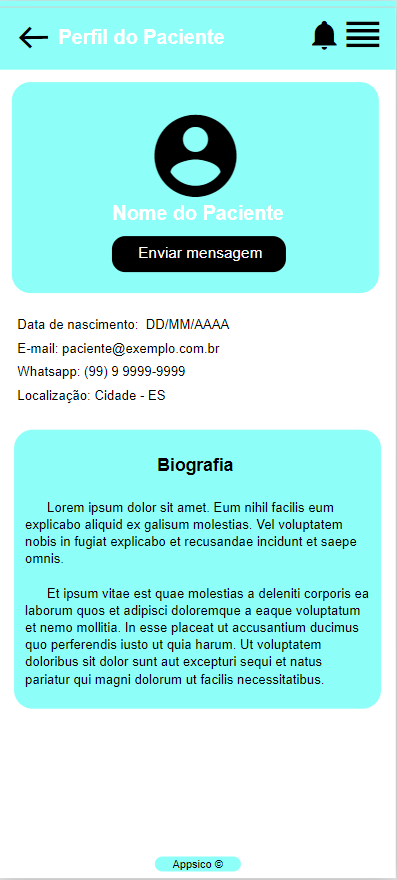 Perfil do Paciente
Nome do Paciente
Enviar mensagem
Data de nascimento:  DD/MM/AAAA
E-mail: paciente@exemplo.com.br
Whatsapp: (99) 9 9999-9999
Localização: Cidade - ES
Biografia
Lorem ipsum dolor sit amet. Eum nihil facilis eum
explicabo aliquid ex galisum molestias. Vel voluptatem
nobis in fugiat explicabo et recusandae incidunt et saepe
omnis.
Et ipsum vitae est quae molestias a deleniti corporis ea
laborum quos et adipisci doloremque a eaque voluptatum
et nemo mollitia. In esse placeat ut accusantium ducimus
quo perferendis iusto ut quia harum. Ut voluptatem
doloribus sit dolor sunt aut excepturi sequi et natus
pariatur qui magni dolorum ut facilis necessitatibus.
Appsico ©